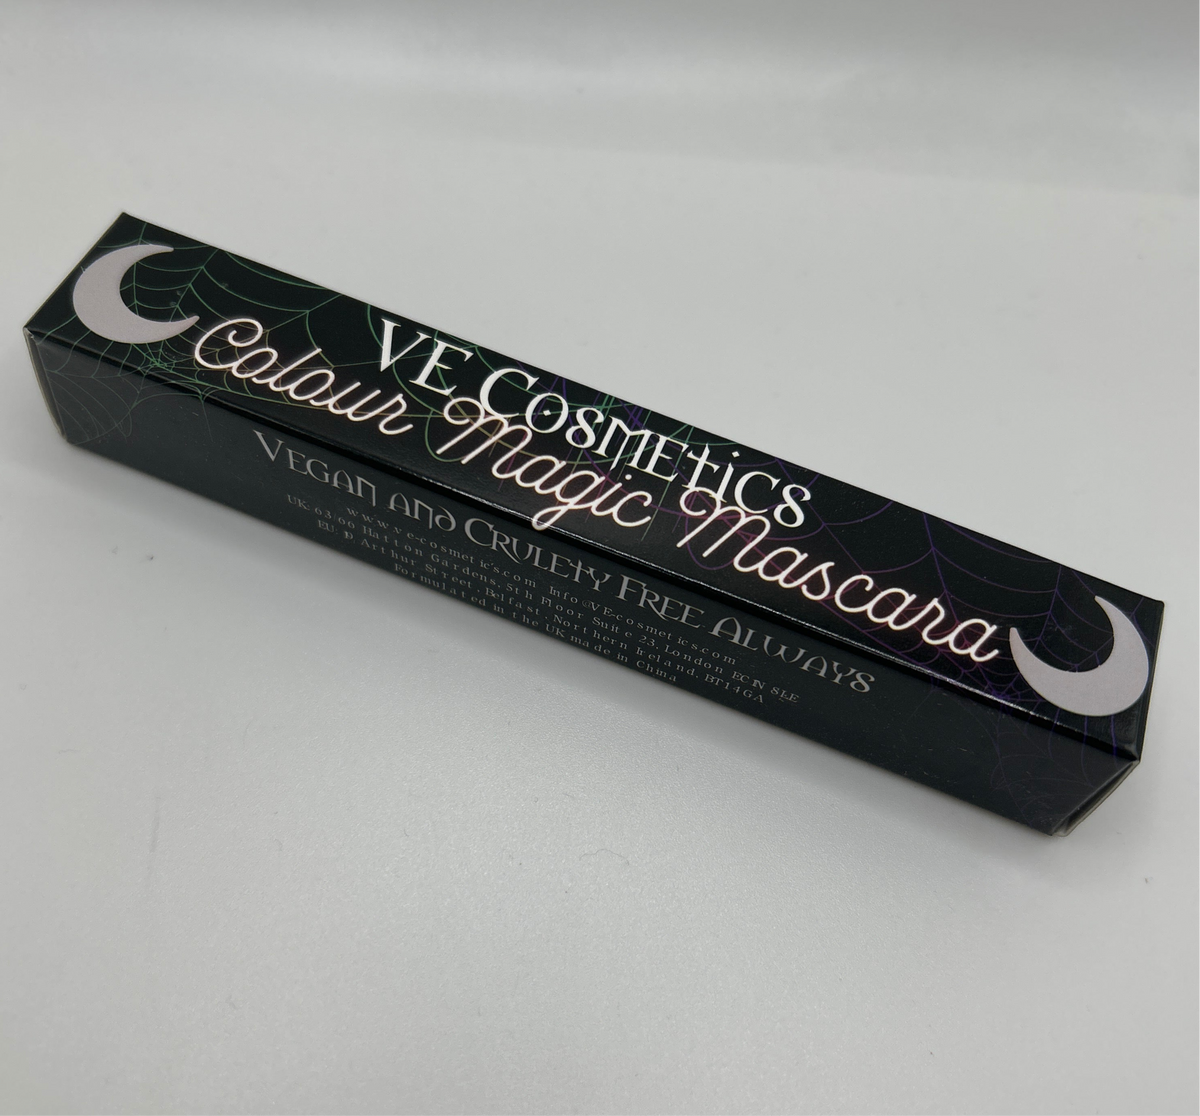 VE COSMETICS
Colour Magic Mascara
VEGAN AND CRULETY FREE ALWAYS
www.ve-cosmetics.com Info@VE-cosmetics.com
UK: 63/66 Hatton Gardens, 5th Floor Suite 23, London EC1N 8LE
EU: Arthur Street - Belfast - Northern Ireland, BT14GA
Formulated in the UK made in China